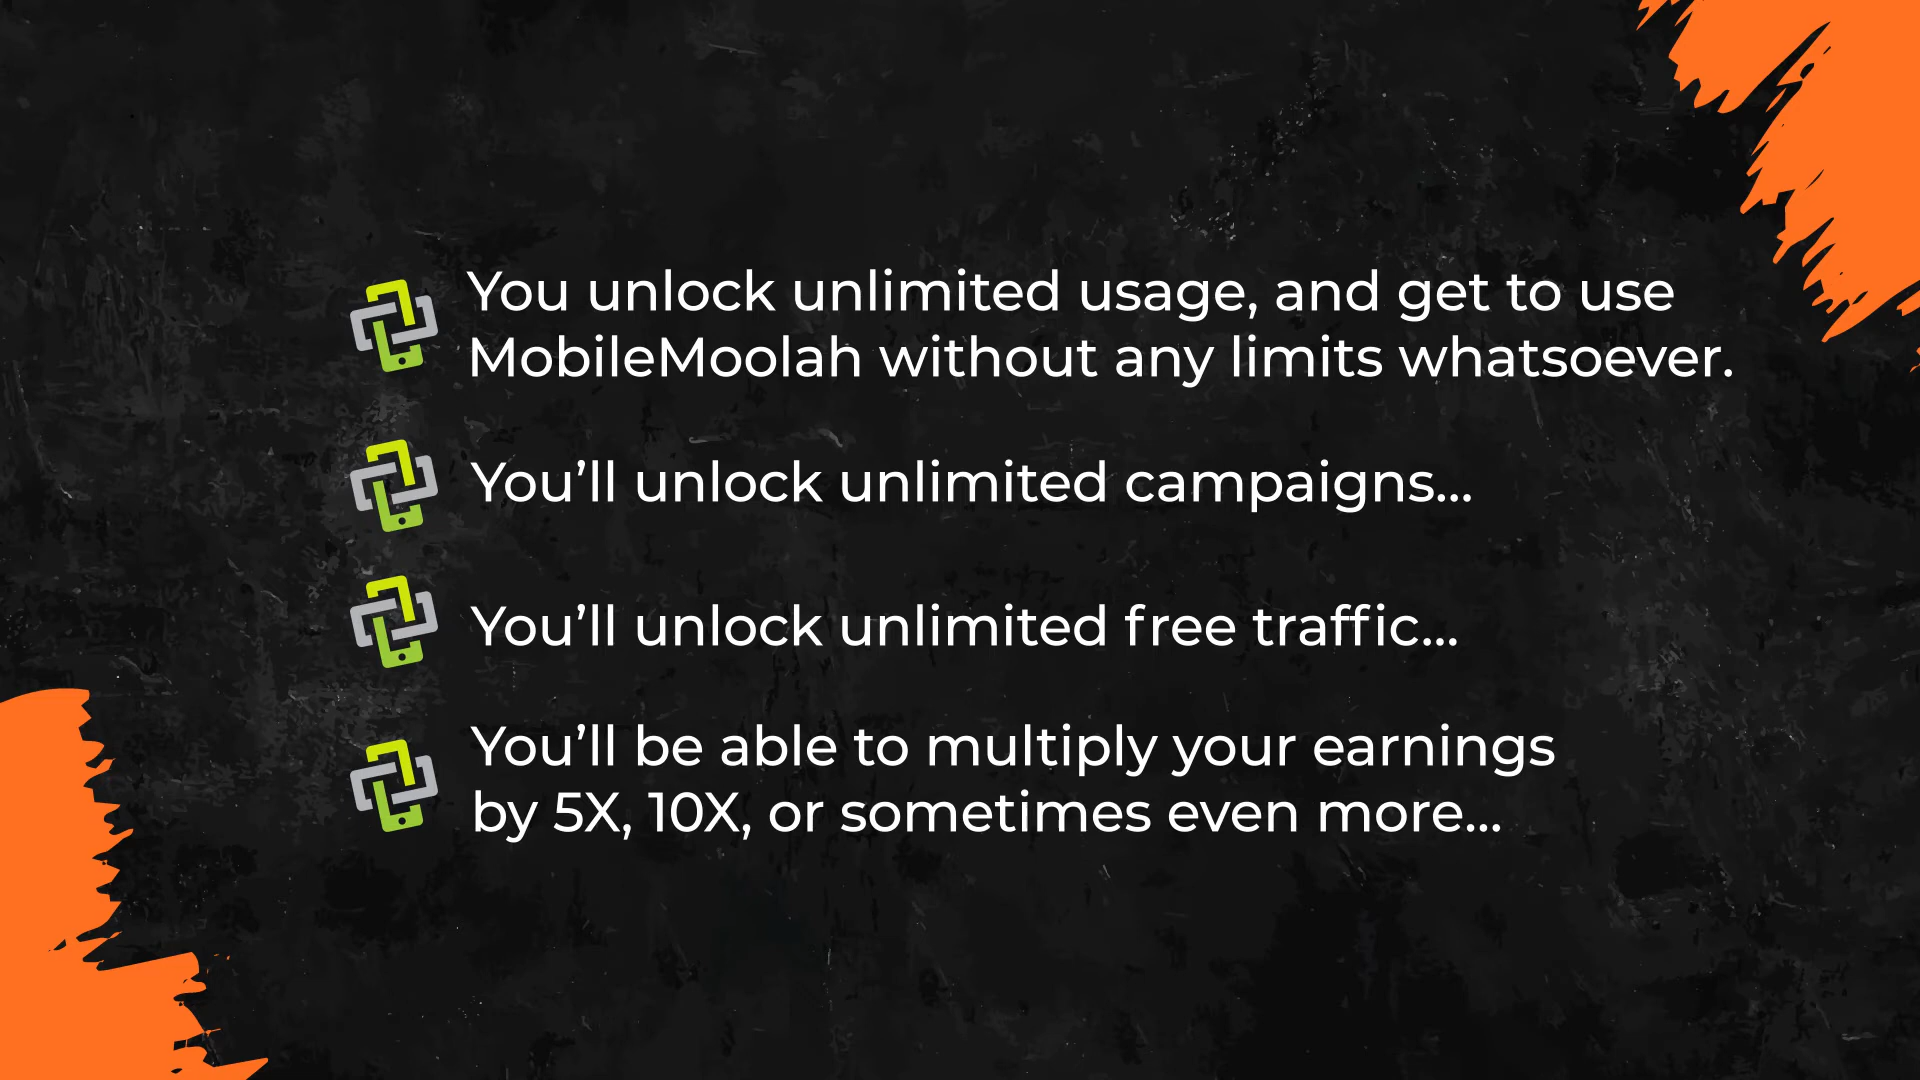 You unlock unlimited usage, and get to use
MobileMoolah without any limits whatsoever.
You’ll unlock unlimited campaigns...
You’ll unlock unlimited free traffic...
You’ll be able to multiply your earnings
by 5X, 10X, or sometimes even more...